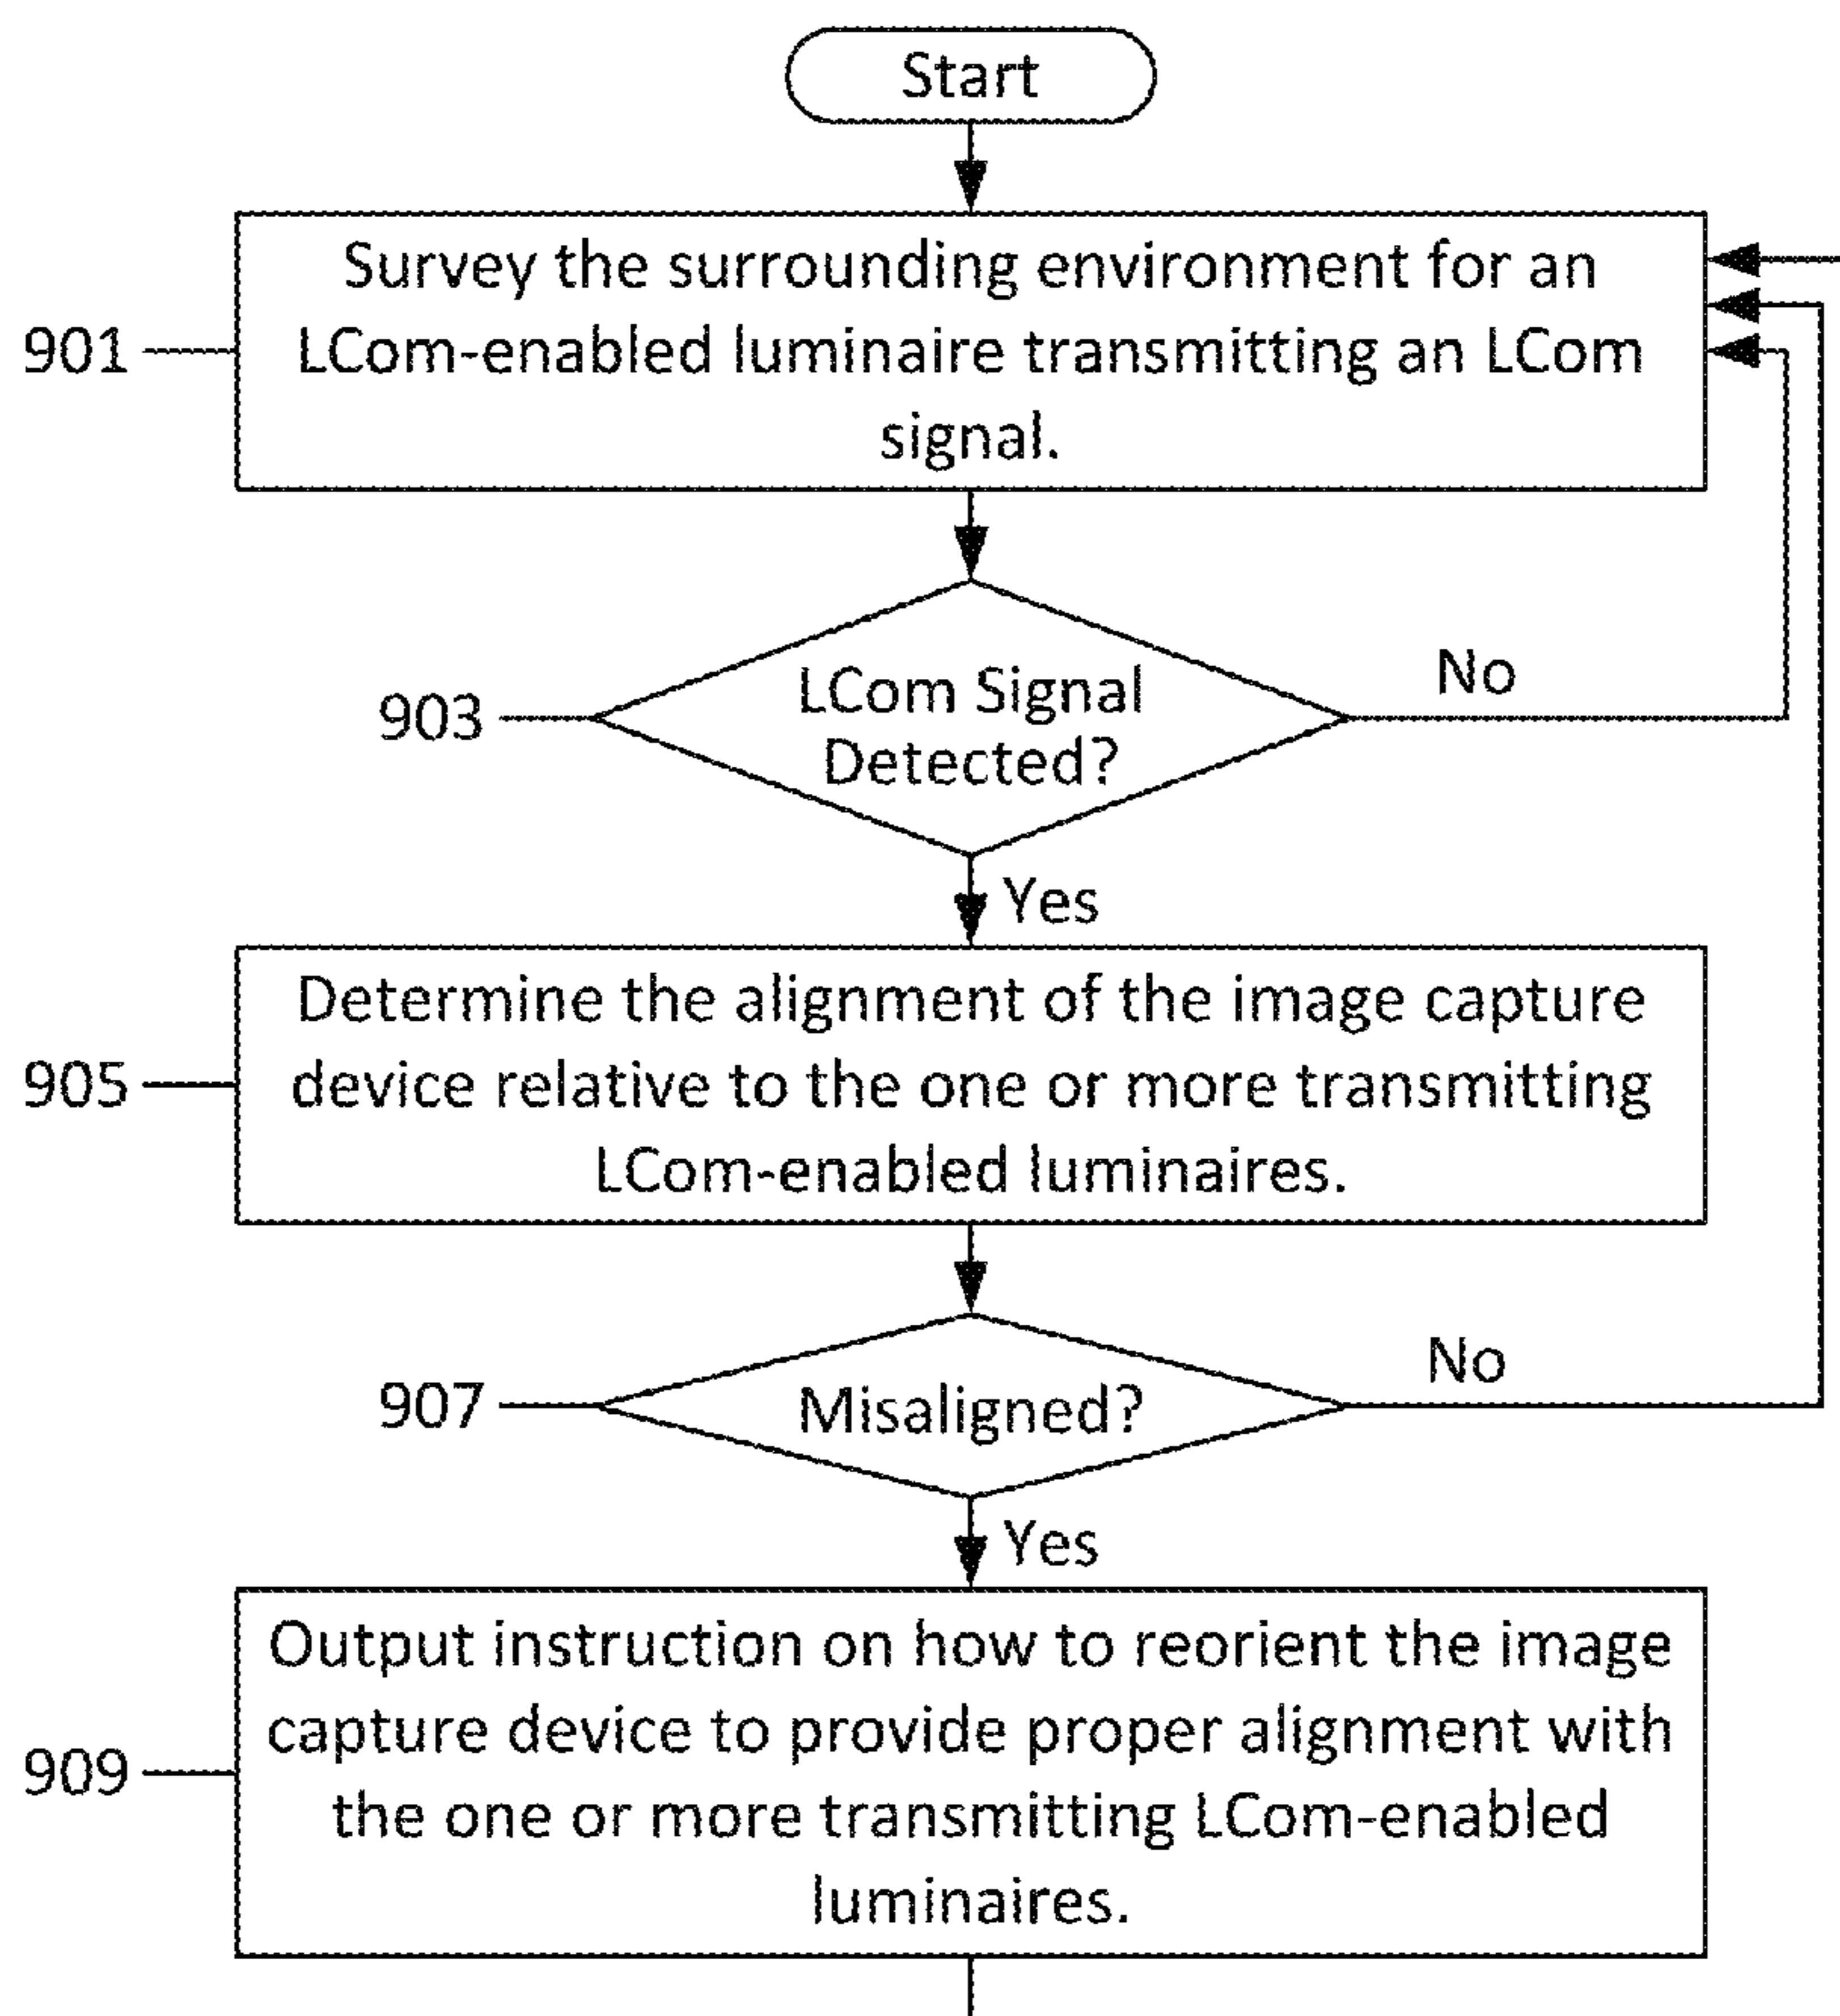 Start
Survey the surrounding environment for an
901
LCom-enabled luminaire transmitting an LCom
signal.
No
903
LCom Signal
Detected?
Yes
Determine the alignment of the image capture
905
device relative to the one or more transmitting
LCom-enabled luminaires.
No
907
Misaligned?
Yes
Output instruction on how to reorient the image
capture device to provide proper alignment with
909
the one or more transmitting LCom-enabled
luminaires.